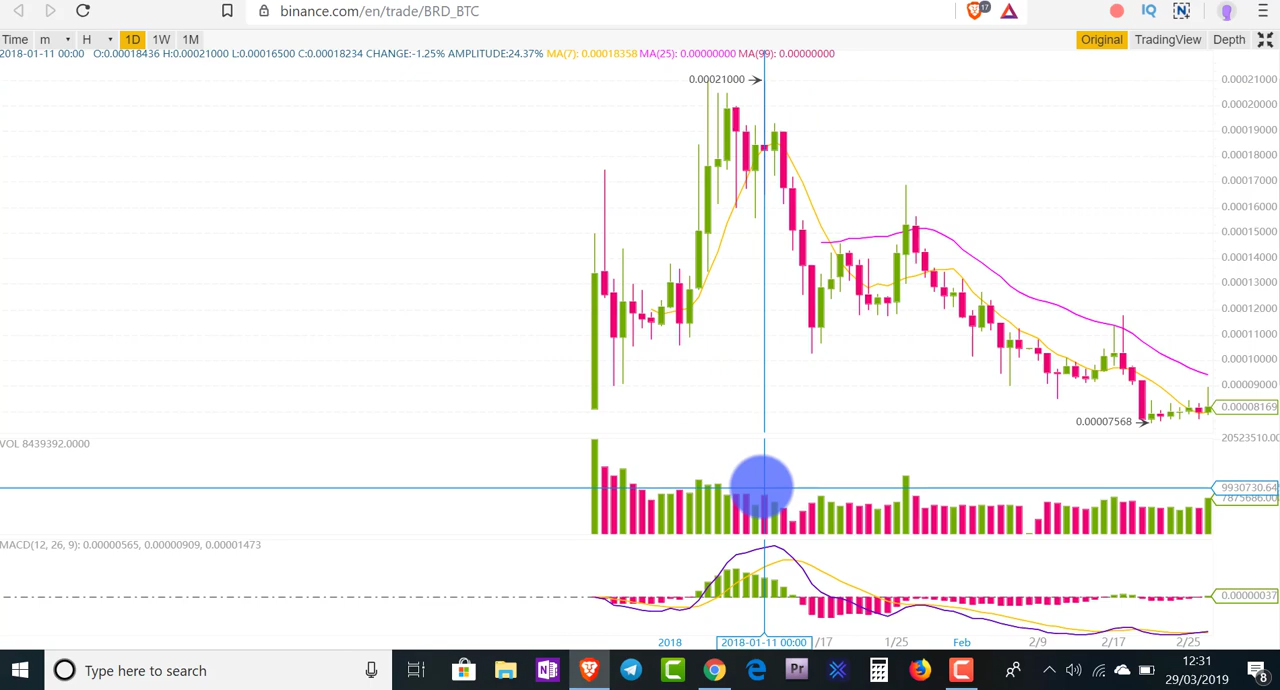 binance.com/en/trade/BRD_BTC
17
IQ
N
Time m H 1D 1W 1M Original TradingView Depth
2018-01-11 00:00 O:0.00018436 H:0.00021000 L:0.00016500 C:0.00018234 CHANGE:-1.25% AMPLITUDE:24.37% MA(7): 0.00018358 MA(25): 0.00000000 MA(99): 0.00000000
0.00021000
0.00021000
0.00020000
0.00019000
0.00018000
0.00017000
0.00016000
0.00015000
0.00014000
0.00013000
0.00012000
0.00011000
0.00010000
0.00009000
0.00008169
0.00007568
VOL 8439392.0000
20523510.00
9930730.64
7875686.00
MACD(12, 26, 9): 0.00000565, 0.00000909, 0.00001473
0.00000037
2018 2018-01-11 00:00 /17 1/25 Feb 2/9 2/17 2/25
Type here to search
Pr
12:31
29/03/2019
8